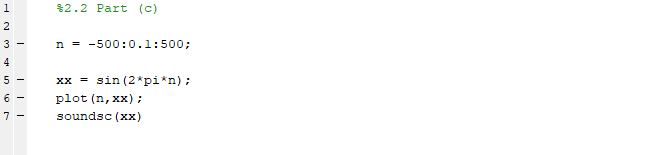 1 %2.2 Part (c)
2
3 - n = -500:0.1:500;
4
5 - xx = sin(2*pi*n);
6 - plot(n,xx);
7 - soundsc(xx)